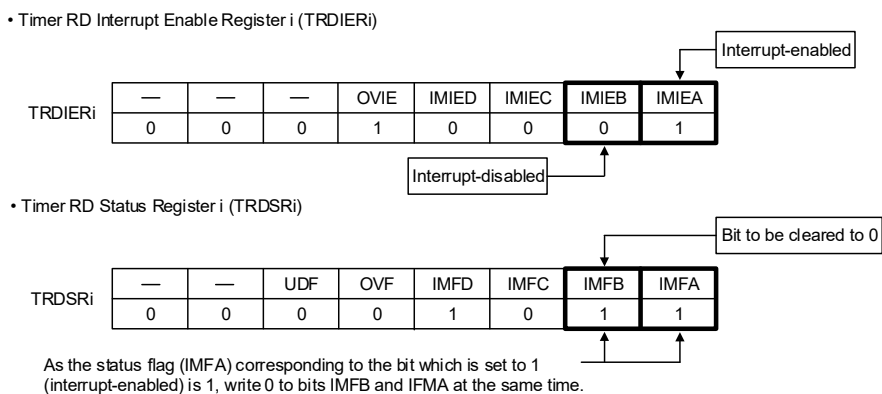 • Timer RD Interrupt Enable Register i (TRDIERi)
Interrupt-enabled
TRDIERi
— — — OVIE IMIED IMIEC IMIEB IMIEA
0 0 0 1 0 0 0 1
Interrupt-disabled
• Timer RD Status Register i (TRDSRi)
Bit to be cleared to 0
TRDSRi
— — UDF OVF IMFD IMFC IMFB IMFA
0 0 0 0 1 0 1 1
As the status flag (IMFA) corresponding to the bit which is set to 1
(interrupt-enabled) is 1, write 0 to bits IMFB and IFMA at the same time.